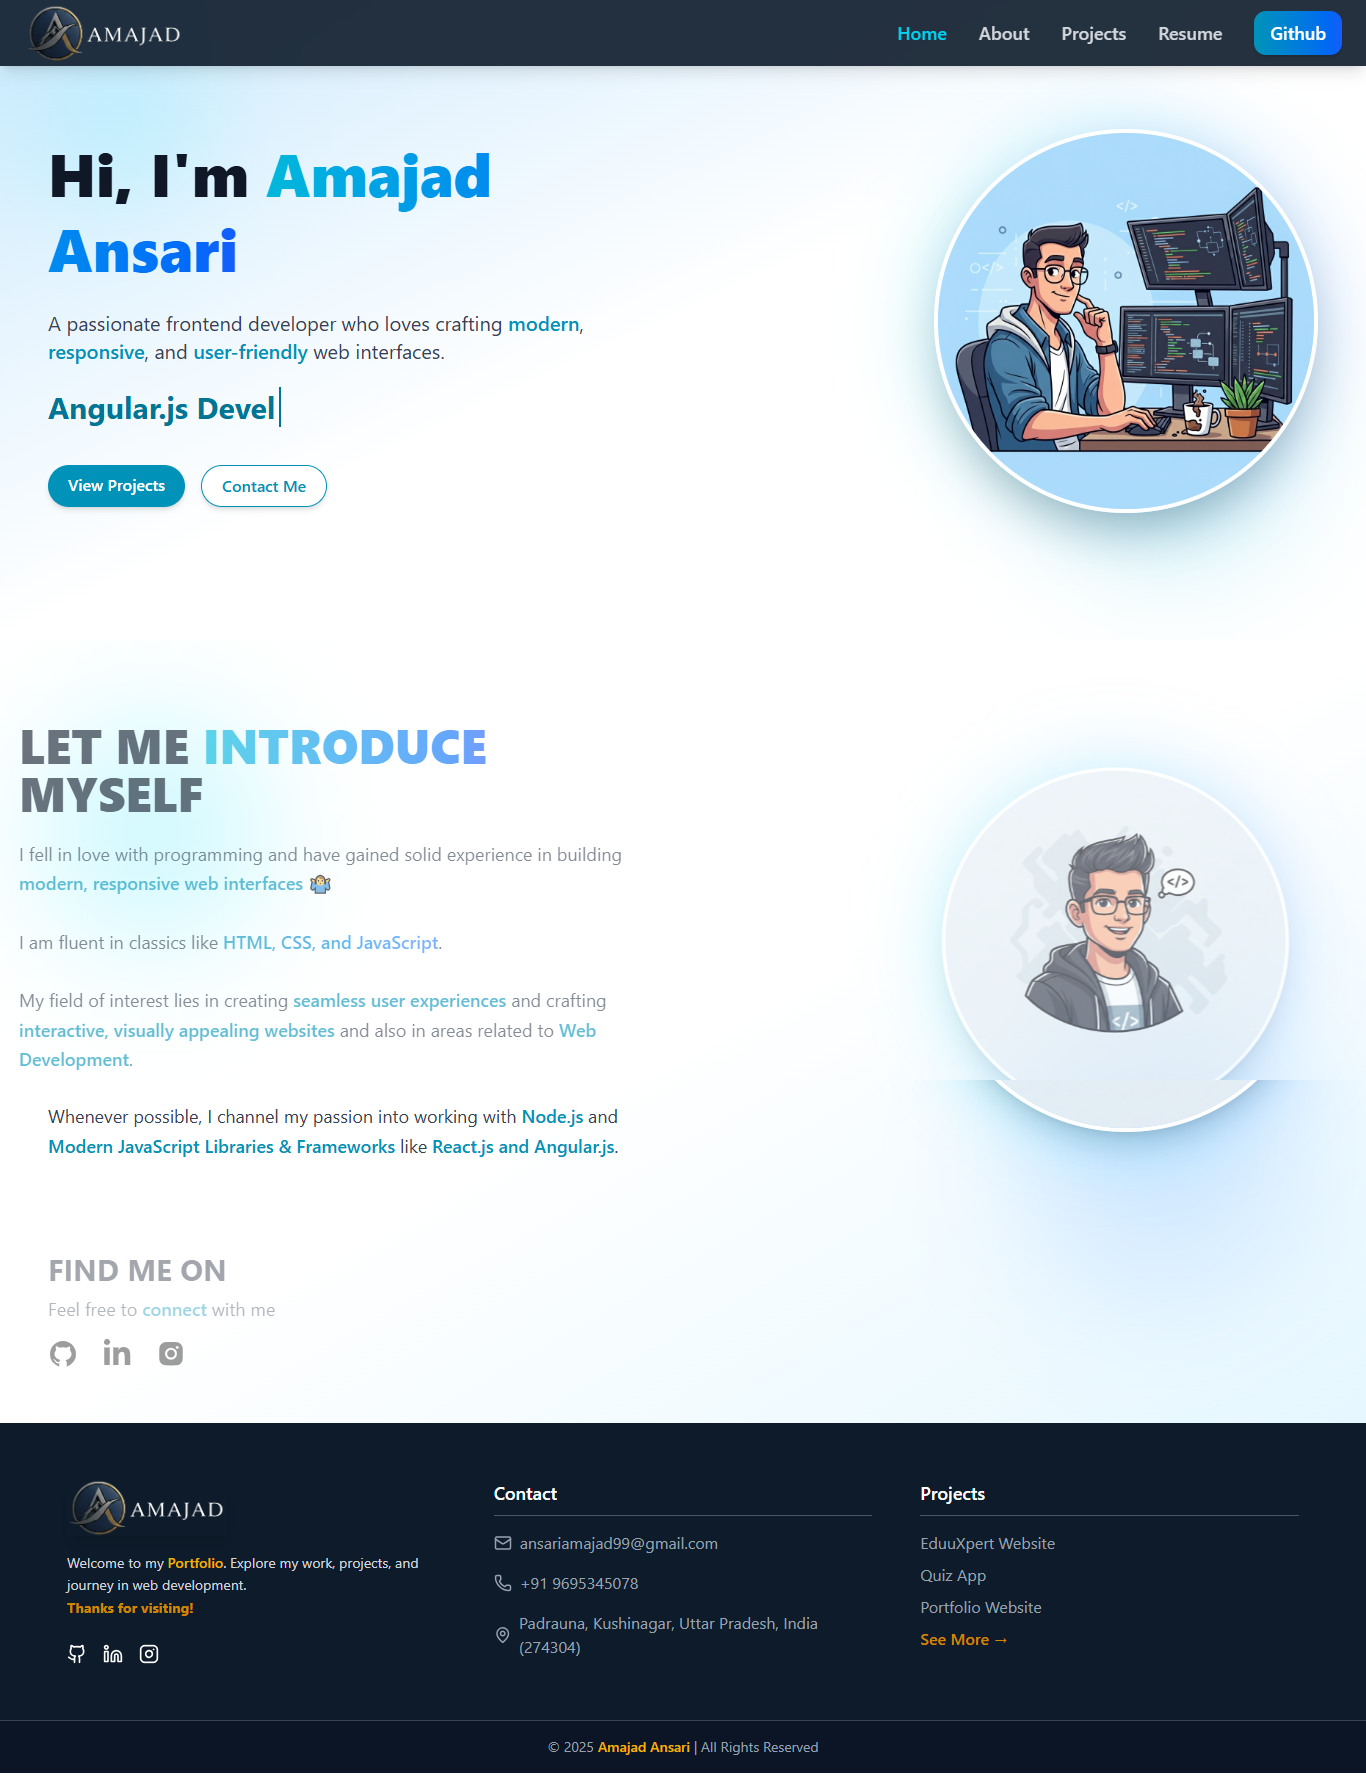 AMAJAD
Home
About
Projects
Resume
Github
Hi, I'm Amajad
Ansari
A passionate frontend developer who loves crafting modern,
responsive, and user-friendly web interfaces.
Angular.js Devel
View Projects
Contact Me
</>
O</>
LET ME INTRODUCE
MYSELF
I fell in love with programming and have gained solid experience in building
modern, responsive web interfaces 🤷🏼
I am fluent in classics like HTML, CSS, and JavaScript.
My field of interest lies in creating seamless user experiences and crafting
interactive, visually appealing websites and also in areas related to Web
Development.
Whenever possible, I channel my passion into working with Node.js and
Modern JavaScript Libraries & Frameworks like React.js and Angular.js.
</>
</>
FIND ME ON
Feel free to connect with me
AMAJAD
Welcome to my Portfolio. Explore my work, projects, and
journey in web development.
Thanks for visiting!
Contact
ansariamajad99@gmail.com
+91 9695345078
Padrauna, Kushinagar, Uttar Pradesh, India
(274304)
Projects
EduuXpert Website
Quiz App
Portfolio Website
See More →
© 2025 Amajad Ansari | All Rights Reserved